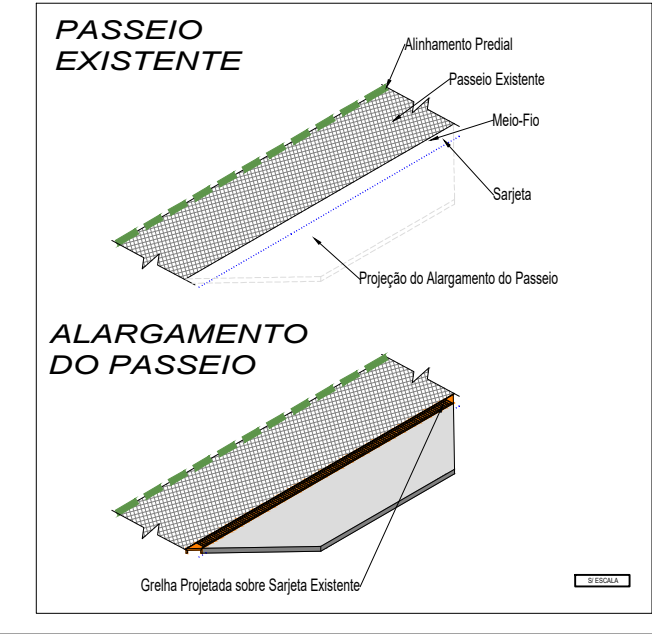 PASSEIO
EXISTENTE
Alinhamento Predial
Passeio Existente
Meio-Fio
Sarjeta
Projeção do Alargamento do Passeio
ALARGAMENTO
DO PASSEIO
Grelha Projetada sobre Sarjeta Existente
S/ ESCALA